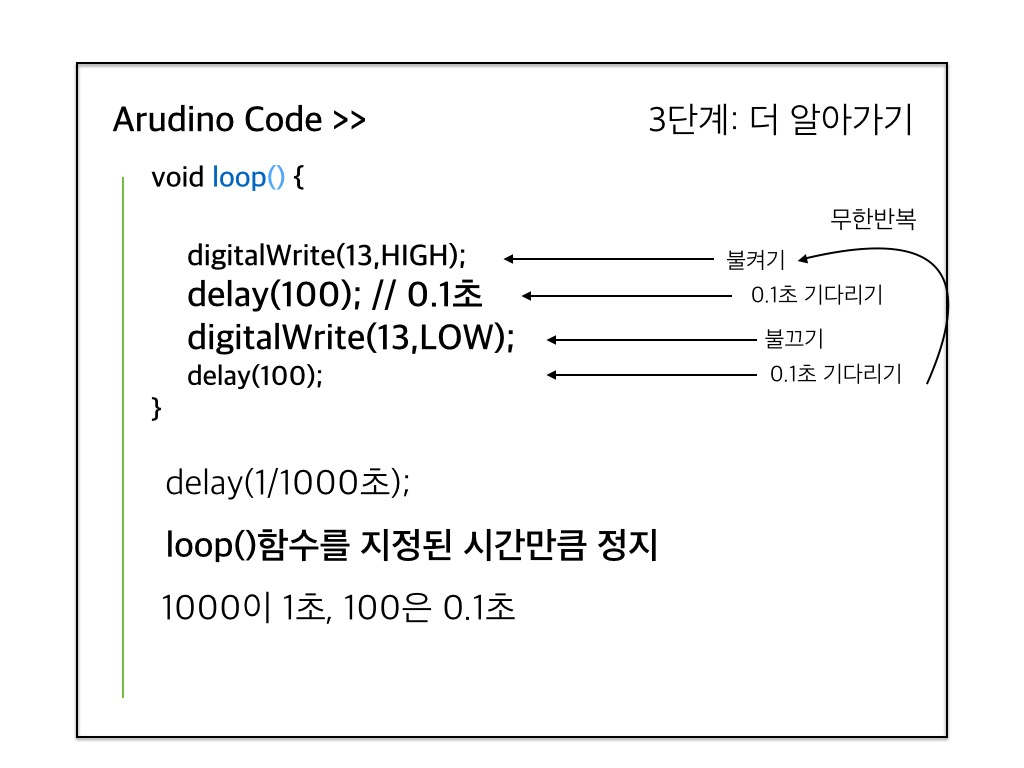 Arudino Code >>
3단계: 더 알아가기
void loop() {
무한반복
digitalWrite(13,HIGH);
불켜기
delay(100); // 0.1초
0.1초 기다리기
digitalWrite(13,LOW);
불끄기
delay(100);
0.1초 기다리기
}
delay(1/1000초);
loop()함수를 지정된 시간만큼 정지
1000이 1초, 100은 0.1초